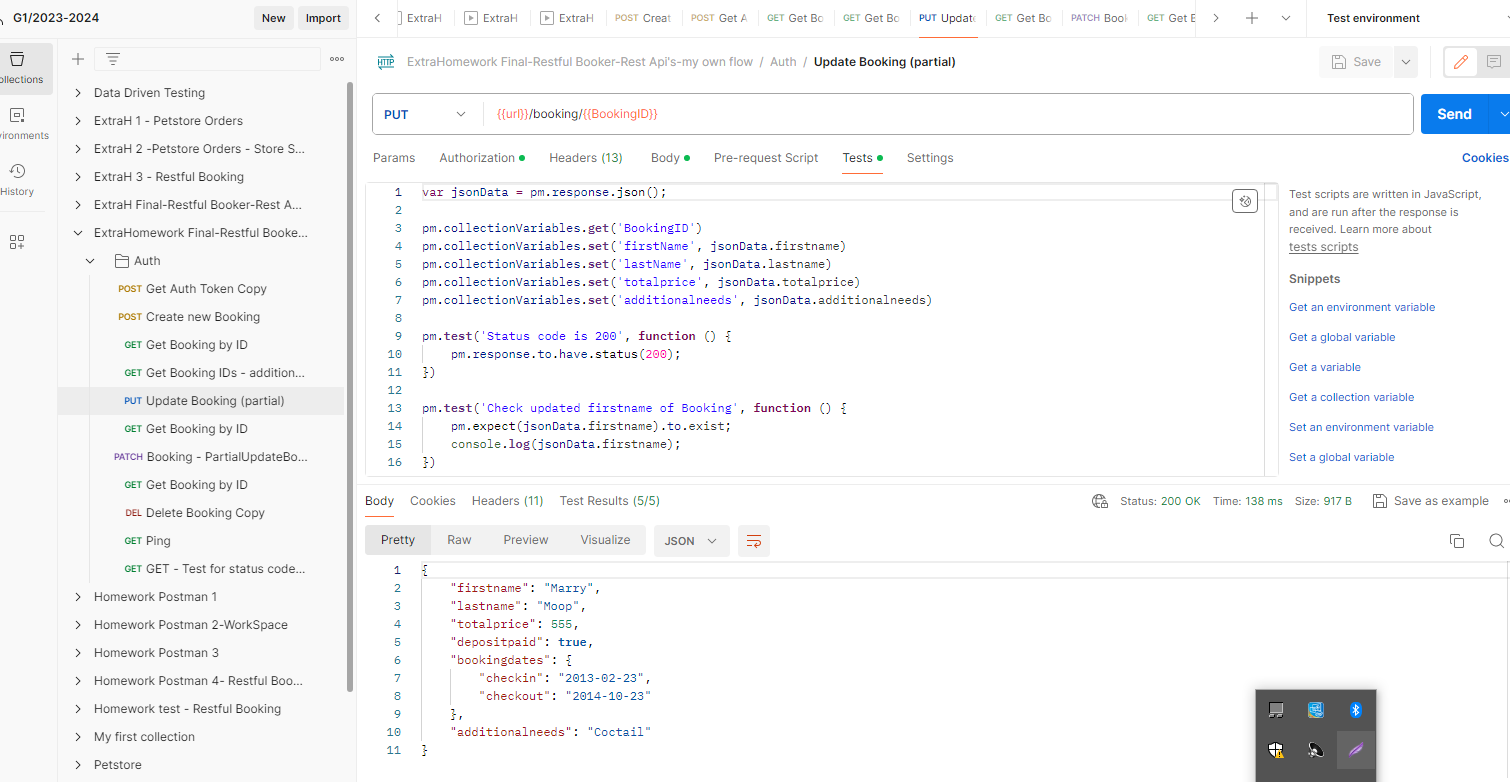 G1/2023-2024
New
Import
ExtraH
ExtraH
ExtraH
POST Creat
POST Get A
GET Get Bo
GET Get Bo
PUT Update
GET Get Bo
PATCH Book
GET Get B
Test environment
ollections
vironments
History
Data Driven Testing
ExtraH 1 - Petstore Orders
ExtraH 2 -Petstore Orders - Store S...
ExtraH 3 - Restful Booking
ExtraH Final-Restful Booker-Rest A...
ExtraHomework Final-Restful Booke...
Auth
POST Get Auth Token Copy
POST Create new Booking
GET Get Booking by ID
GET Get Booking IDs - addition...
PUT Update Booking (partial)
GET Get Booking by ID
PATCH Booking - PartialUpdateBo...
GET Get Booking by ID
DEL Delete Booking Copy
GET Ping
GET GET - Test for status code...
Homework Postman 1
Homework Postman 2-WorkSpace
Homework Postman 3
Homework Postman 4- Restful Boo...
Homework test - Restful Booking
My first collection
Petstore
HTTP ExtraHomework Final-Restful Booker-Rest Api's-my own flow / Auth / Update Booking (partial)
Save
PUT {{url}}/booking/{{BookingID}}
Send
Params Authorization Headers (13) Body Pre-request Script Tests Settings
Cookies
1 var jsonData = pm.response.json();
2
3 pm.collectionVariables.get('BookingID')
4 pm.collectionVariables.set('firstName', jsonData.firstname)
5 pm.collectionVariables.set('lastName', jsonData.lastname)
6 pm.collectionVariables.set('totalprice', jsonData.totalprice)
7 pm.collectionVariables.set('additionalneeds', jsonData.additionalneeds)
8
9 pm.test('Status code is 200', function () {
10 pm.response.to.have.status(200);
11 })
12
13 pm.test('Check updated firstname of Booking', function () {
14 pm.expect(jsonData.firstname).to.exist;
15 console.log(jsonData.firstname);
16 })
Test scripts are written in JavaScript,
and are run after the response is
received. Learn more about
tests scripts
Snippets
Get an environment variable
Get a global variable
Get a variable
Get a collection variable
Set an environment variable
Set a global variable
Body Cookies Headers (11) Test Results (5/5)
Status: 200 OK Time: 138 ms Size: 917 B
Save as example
Pretty Raw Preview Visualize JSON
1 {
2 "firstname": "Marry",
3 "lastname": "Moop",
4 "totalprice": 555,
5 "depositpaid": true,
6 "bookingdates": {
7 "checkin": "2013-02-23",
8 "checkout": "2014-10-23"
9 },
10 "additionalneeds": "Coctail"
11 }